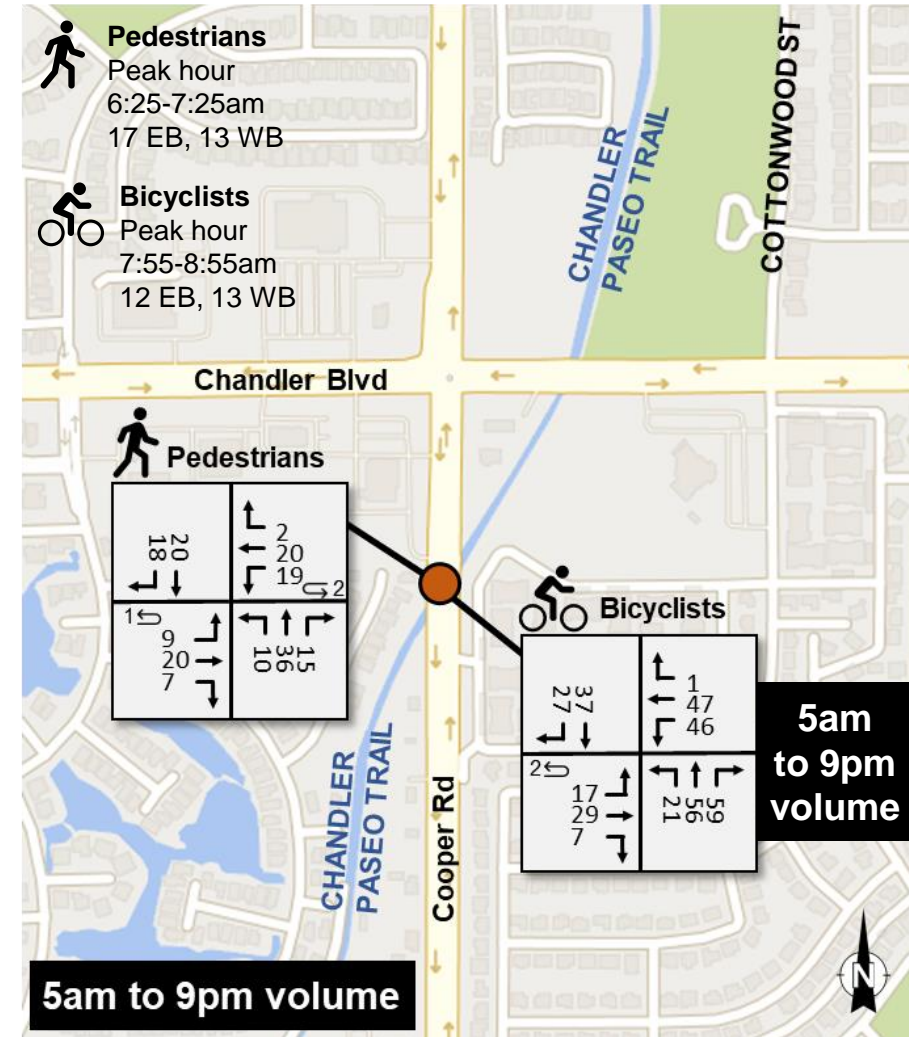 Pedestrians
Peak hour
6:25-7:25am
17 EB, 13 WB
Bicyclists
Peak hour
7:55-8:55am
12 EB, 13 WB
CHANDLER
PASEO TRAIL
COTTONWOOD ST
Chandler Blvd
Pedestrians
18
20
2
20
19
2
1
9
20
7
10
36
15
Bicyclists
27
37
1
47
46
2
17
29
7
21
56
59
5am
to 9pm
volume
CHANDLER
PASEO TRAIL
Cooper Rd
5am to 9pm volume
N